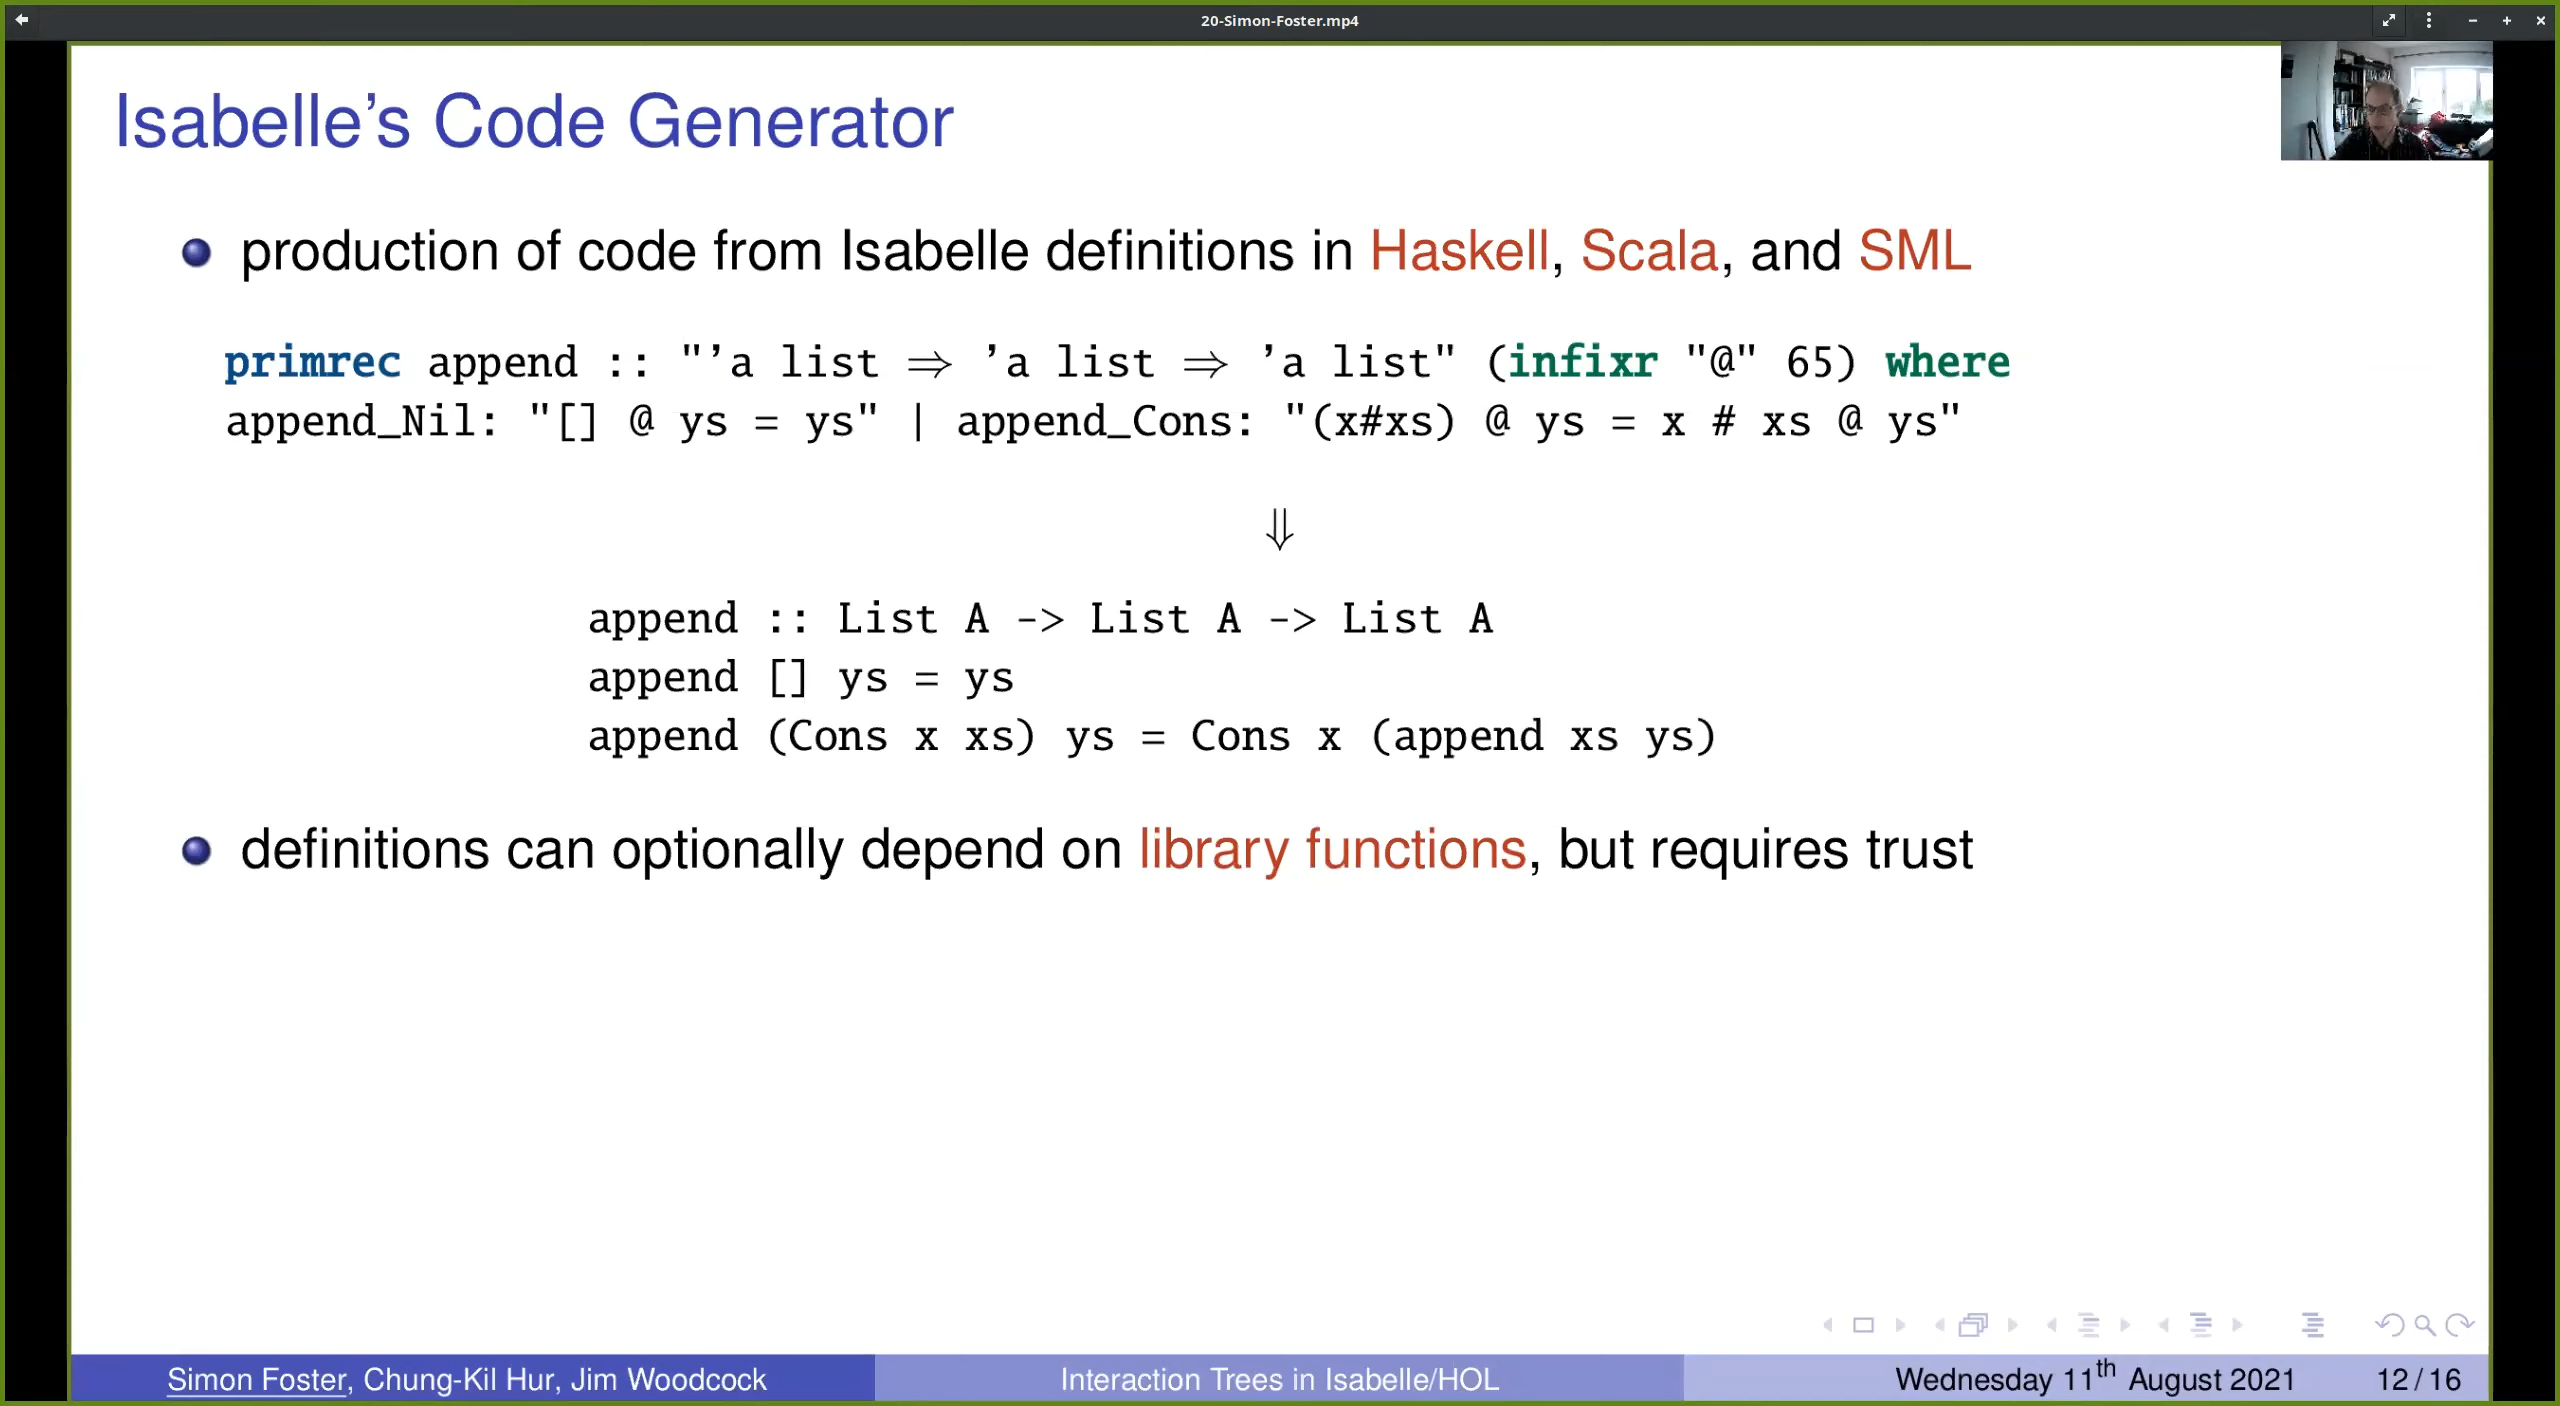 20-Simon-Foster.mp4
Isabelle’s Code Generator
production of code from Isabelle definitions in Haskell, Scala, and SML
primrec append :: "’a list ⇒ ’a list ⇒ ’a list" (infixr "@" 65) where
append_Nil: "[] @ ys = ys" | append_Cons: "(x#xs) @ ys = x # xs @ ys"
⇓
append :: List A -> List A -> List A
append [] ys = ys
append (Cons x xs) ys = Cons x (append xs ys)
definitions can optionally depend on library functions, but requires trust
Simon Foster, Chung-Kil Hur, Jim Woodcock Interaction Trees in Isabelle/HOL Wednesday 11th August 2021 12 / 16